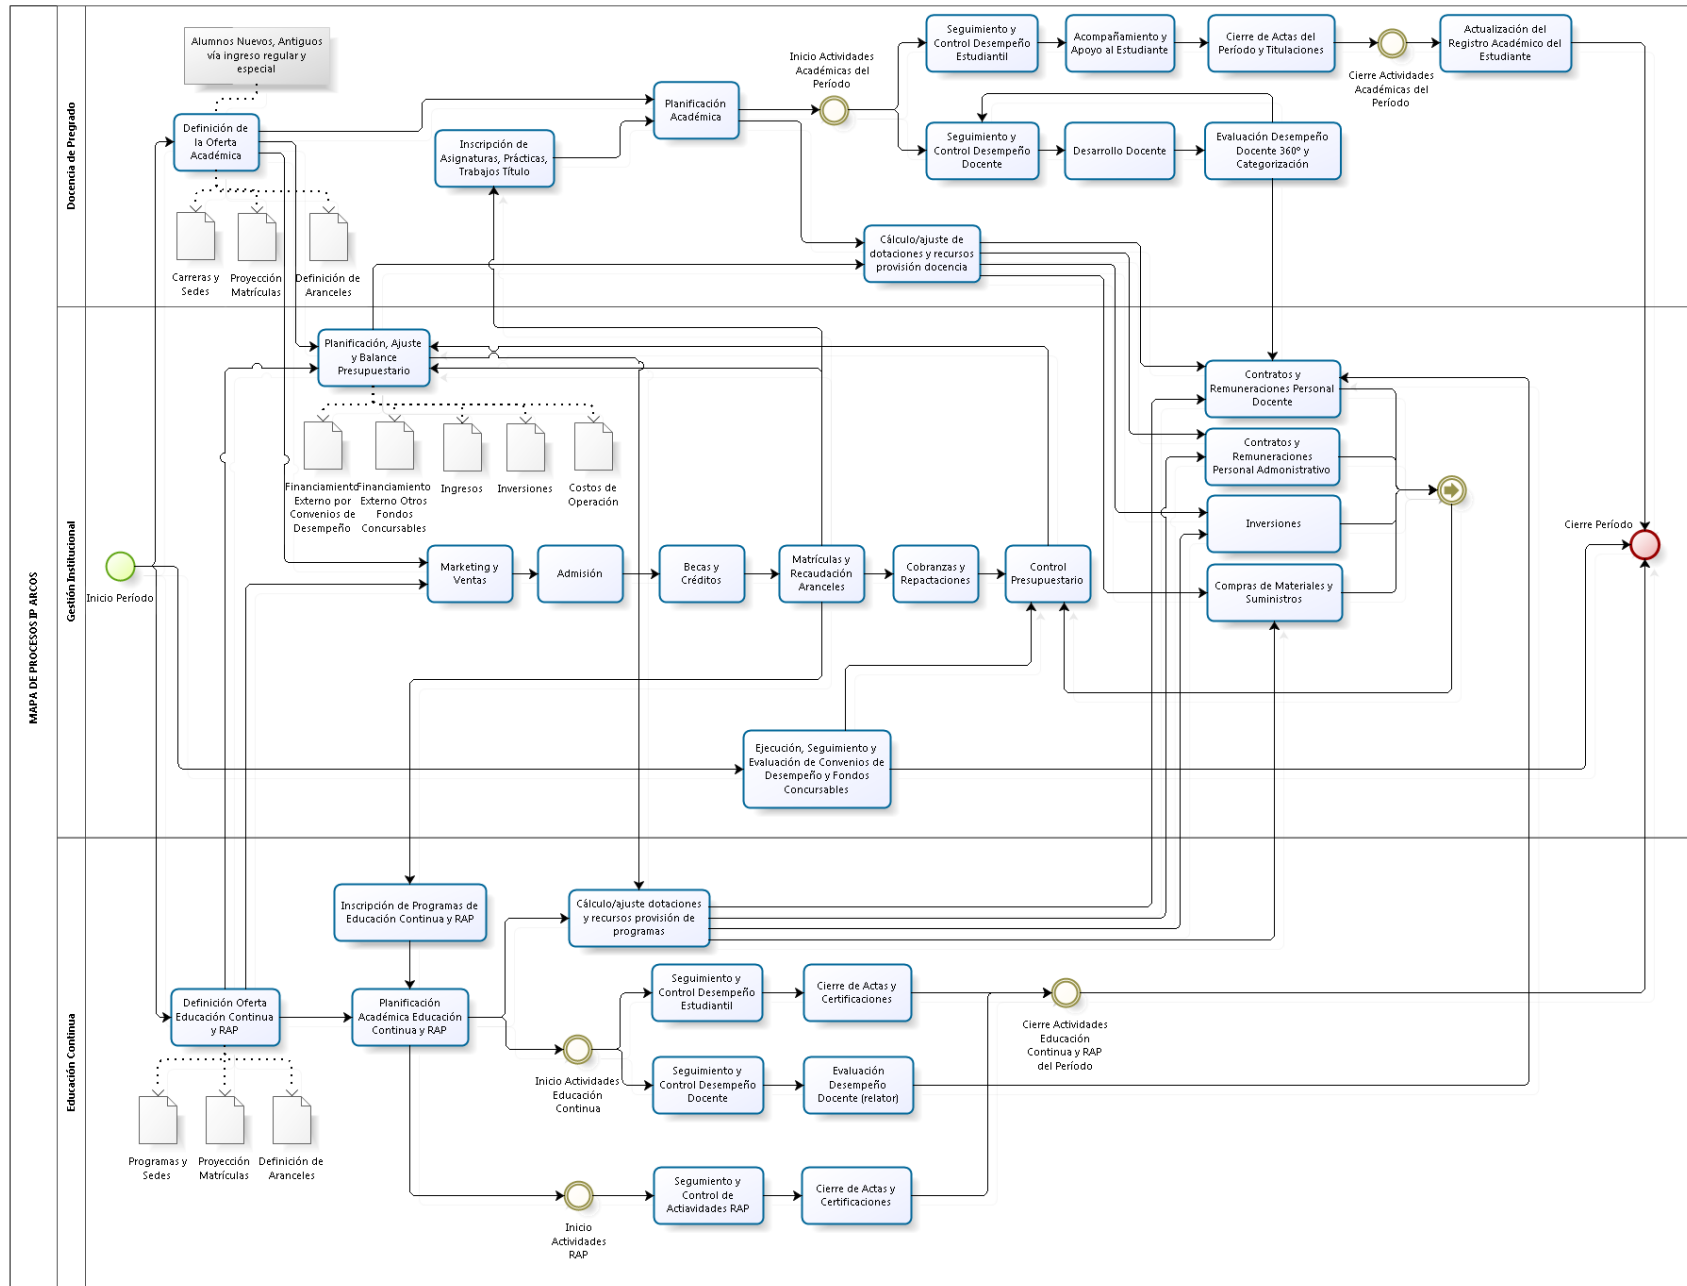 MAPA DE PROCESOS IP ARCOS
Docencia de Pregrado
Alumnos Nuevos, Antiguos
vía ingreso regular y
especial
Definición de
la Oferta
Académica
Carreras y
Sedes
Proyección
Matrículas
Definición de
Aranceles
Inscripción de
Asignaturas, Prácticas,
Trabajos Título
Planificación
Académica
Inicio Actividades
Académicas del
Período
Seguimiento y
Control Desempeño
Estudiantil
Acompañamiento y
Apoyo al Estudiante
Cierre de Actas del
Período y Titulaciones
Cierre Actividades
Académicas del
Período
Actualización del
Registro Académico del
Estudiante
Seguimiento y
Control Desempeño
Docente
Desarrollo Docente
Evaluación Desempeño
Docente 360º y
Categorización
Cálculo/ajuste de
dotaciones y recursos
provisión docencia
Gestión Institucional
Inicio Período
Planificación, Ajuste
y Balance
Presupuestario
Financiamiento
Externo por
Convenios de
Desempeño
Financiamiento
Externo Otros
Fondos
Concursables
Ingresos
Inversiones
Costos de
Operación
Marketing y
Ventas
Admisión
Becas y
Créditos
Matrículas y
Recaudación
Aranceles
Cobranzas y
Repactaciones
Control
Presupuestario
Contratos y
Remuneraciones Personal
Docente
Contratos y
Remuneraciones
Personal Admonistrativo
Inversiones
Compras de Materiales y
Suministros
Cierre Período
Ejecución, Seguimiento y
Evaluación de Convenios de
Desempeño y Fondos
Concursables
Educación Continua
Inscripción de Programas de
Educación Continua y RAP
Cálculo/ajuste dotaciones
y recursos provisión de
programas
Definición Oferta
Educación Continua
y RAP
Programas y
Sedes
Proyección
Matrículas
Definición de
Aranceles
Planificación
Académica Educación
Continua y RAP
Inicio Actividades
Educación
Continua
Seguimiento y
Control Desempeño
Estudiantil
Cierre de Actas y
Certificaciones
Cierre Actividades
Educación
Continua y RAP
del Período
Seguimiento y
Control Desempeño
Docente
Evaluación
Desempeño
Docente (relator)
Inicio
Actividades
RAP
Segumiento y
Control de
Actiavidades RAP
Cierre de Actas y
Certificaciones